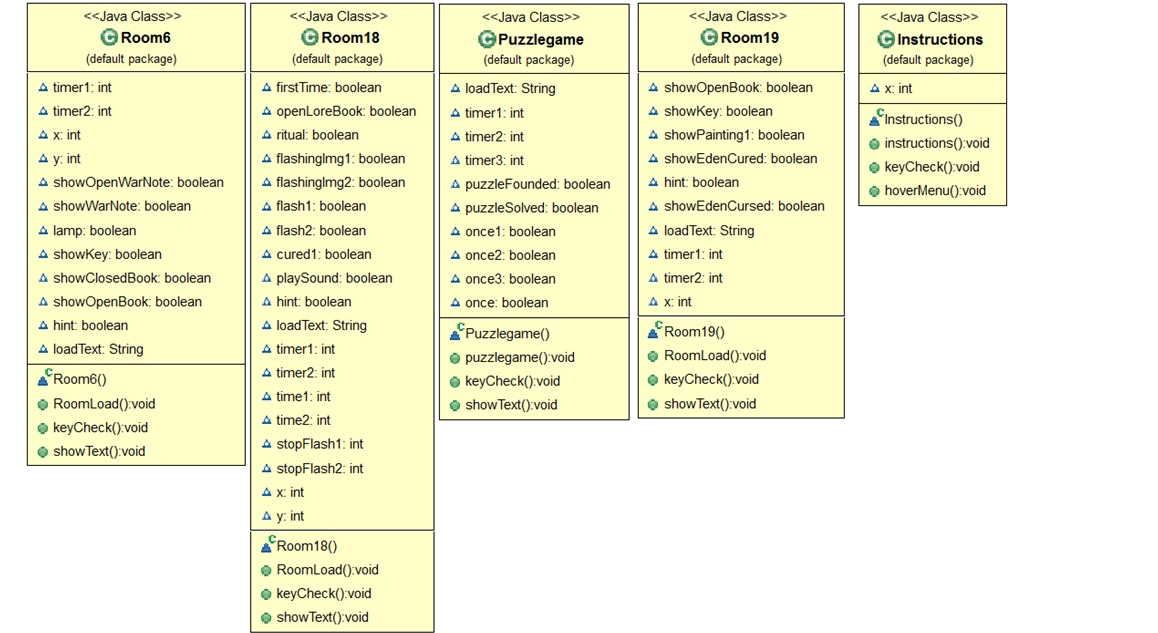 <<Java Class>>
Room6
(default package)
timer1: int
timer2: int
x: int
y: int
showOpenWarNote: boolean
showWarNote: boolean
lamp: boolean
showKey: boolean
showClosedBook: boolean
showOpenBook: boolean
hint: boolean
loadText: String
Room6()
RoomLoad():void
keyCheck():void
showText():void
<<Java Class>>
Room18
(default package)
firstTime: boolean
openLoreBook: boolean
ritual: boolean
flashingImg1: boolean
flashingImg2: boolean
flash1: boolean
flash2: boolean
cured1: boolean
playSound: boolean
hint: boolean
loadText: String
timer1: int
timer2: int
time1: int
time2: int
stopFlash1: int
stopFlash2: int
x: int
y: int
Room18()
RoomLoad():void
keyCheck():void
showText():void
<<Java Class>>
Puzzlegame
(default package)
loadText: String
timer1: int
timer2: int
timer3: int
puzzleFounded: boolean
puzzleSolved: boolean
once1: boolean
once2: boolean
once3: boolean
once: boolean
Puzzlegame()
puzzlegame():void
keyCheck():void
showText():void
<<Java Class>>
Room19
(default package)
showOpenBook: boolean
showKey: boolean
showPainting1: boolean
showEdenCured: boolean
hint: boolean
showEdenCursed: boolean
loadText: String
timer1: int
timer2: int
x: int
Room19()
RoomLoad():void
keyCheck():void
showText():void
<<Java Class>>
Instructions
(default package)
x: int
Instructions()
instructions():void
keyCheck():void
hoverMenu():void